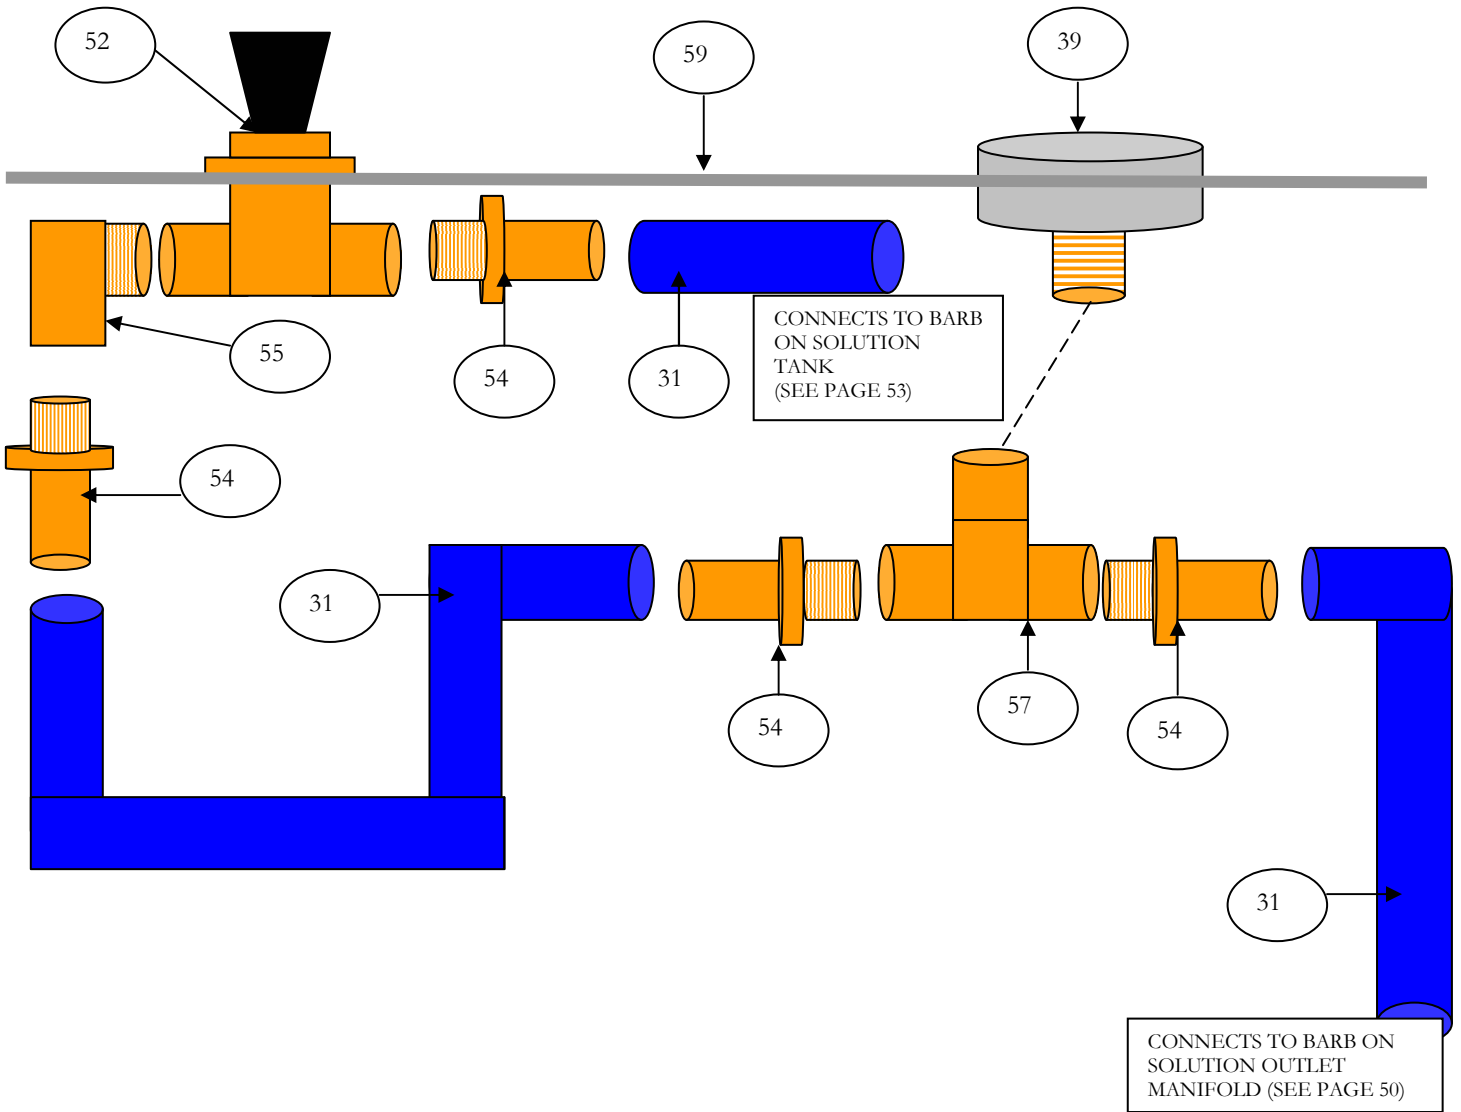 52
59
39
55
54
31
CONNECTS TO BARB
ON SOLUTION
TANK
(SEE PAGE 53)
54
31
54
57
54
31
CONNECTS TO BARB ON
SOLUTION OUTLET
MANIFOLD (SEE PAGE 50)